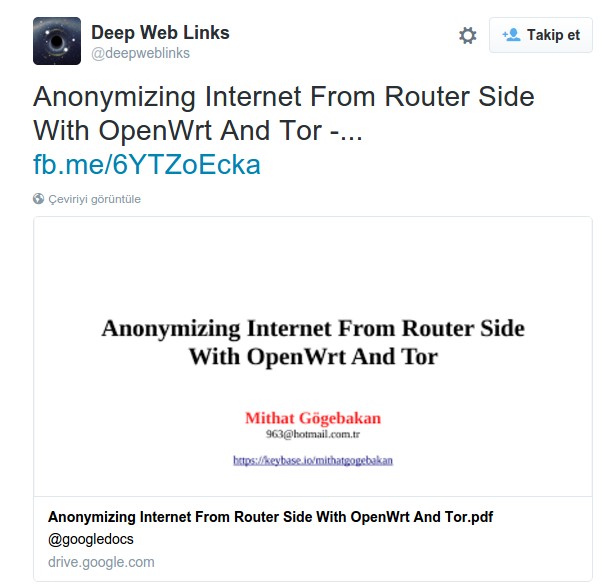 Deep Web Links
@deepweblinks
Takip et
Anonymizing Internet From Router Side
With OpenWrt And Tor -...
fb.me/6YTZoEcka
Çeviriyi görüntüle
Anonymizing Internet From Router Side
With OpenWrt And Tor
Mithat Gögebakan
963@hotmail.com.tr
https://keybase.io/mithatgogebakan
Anonymizing Internet From Router Side With OpenWrt And Tor.pdf
@googledocs
drive.google.com